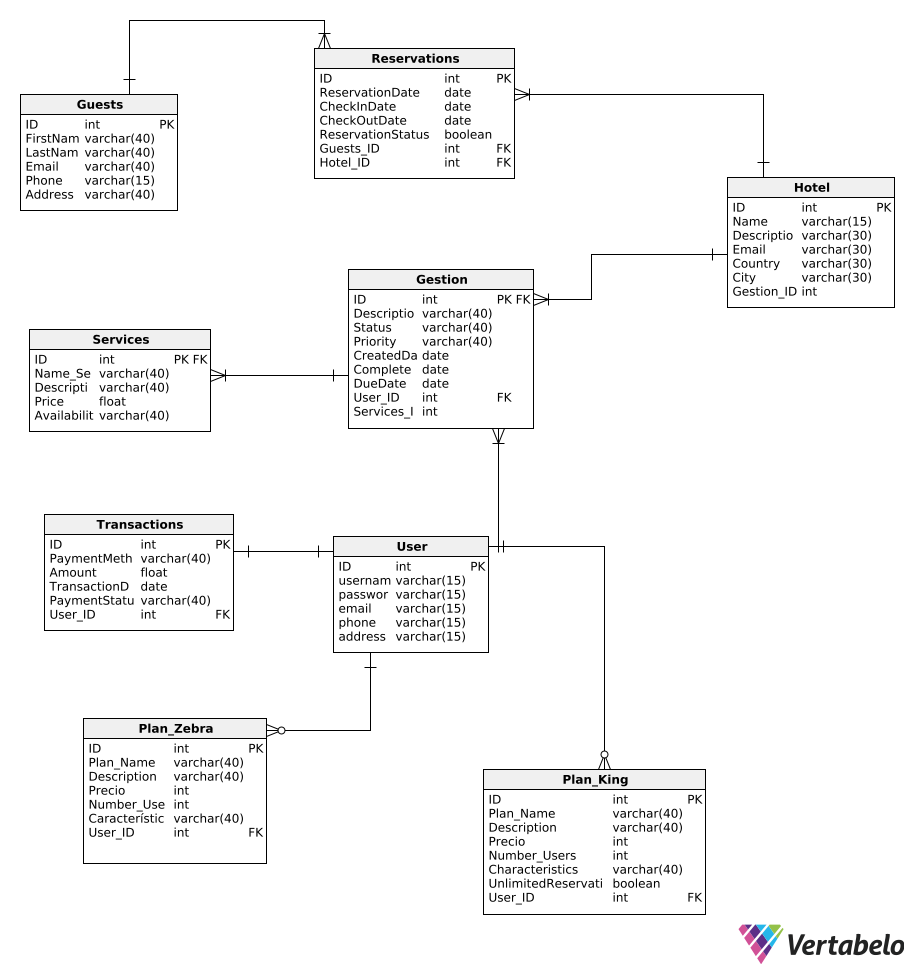 Reservations
ID int PK
ReservationDate date
CheckInDate date
CheckOutDate date
ReservationStatus boolean
Guests_ID int FK
Hotel_ID int FK
Guests
ID int PK
FirstNam varchar(40)
LastNam varchar(40)
Email varchar(40)
Phone varchar(15)
Address varchar(40)
Hotel
ID int PK
Name varchar(15)
Descriptio varchar(30)
Email varchar(30)
Country varchar(30)
City varchar(30)
Gestion_ID int
Gestion
ID int PK FK
Descriptio varchar(40)
Status varchar(40)
Priority varchar(40)
CreatedDa date
Complete date
DueDate date
User_ID int FK
Services_I int
Services
ID int PK FK
Name_Se varchar(40)
Descripti varchar(40)
Price float
Availabilit varchar(40)
Transactions
ID int PK
PaymentMeth varchar(40)
Amount float
TransactionD date
PaymentStatu varchar(40)
User_ID int FK
User
ID int PK
usernam varchar(15)
passwor varchar(15)
email varchar(15)
phone varchar(15)
address varchar(15)
Plan_Zebra
ID int PK
Plan_Name varchar(40)
Description varchar(40)
Precio int
Number_Use int
Característic varchar(40)
User_ID int FK
Plan_King
ID int PK
Plan_Name varchar(40)
Description varchar(40)
Precio int
Number_Users int
Characteristics varchar(40)
UnlimitedReservati boolean
User_ID int FK
Vertabelo